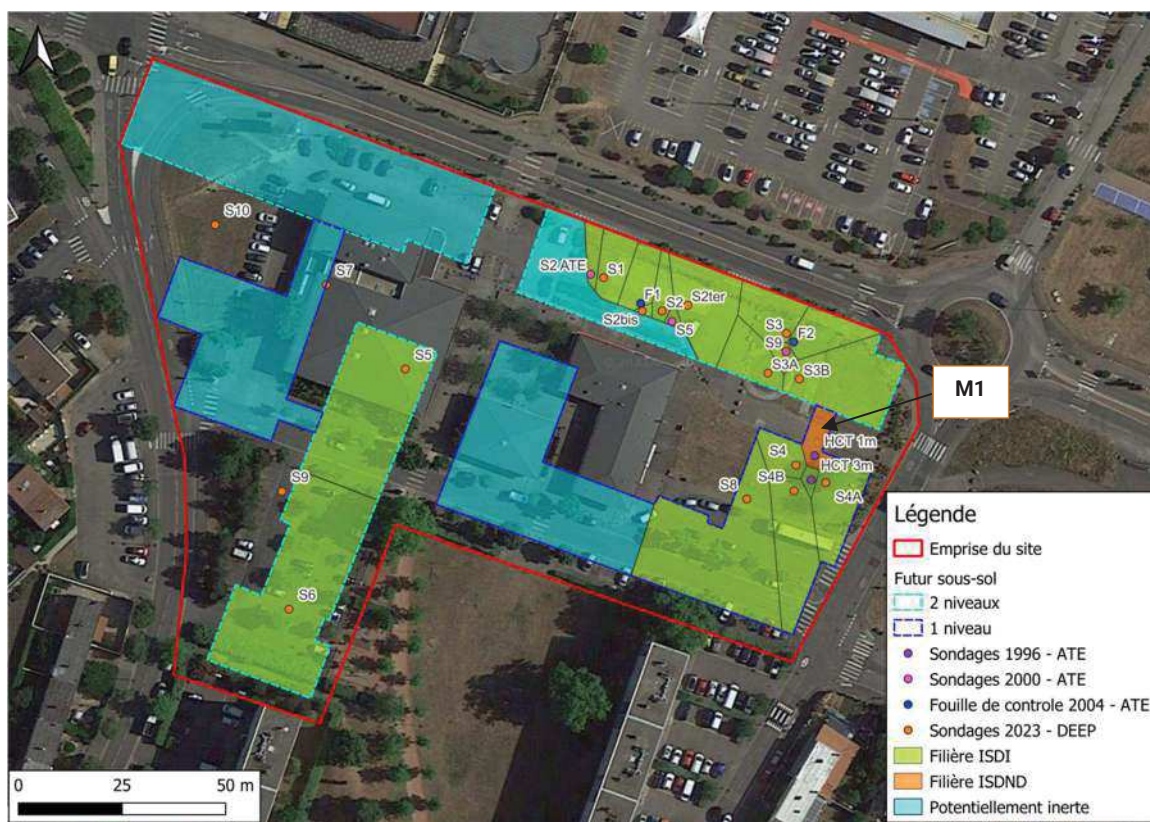 S10
S7
S2 ATE
S1
F1
S2
S2ter
S2bis
S5
S3
F2
S9
S3A
S3B
S5
M1
HCT 1m
S4
HCT 3m
S4B
S4A
S8
S9
S6
Légende
Emprise du site
Futur sous-sol
2 niveaux
1 niveau
Sondages 1996 - ATE
Sondages 2000 - ATE
Fouille de controle 2004 - ATE
Sondages 2023 - DEEP
Filière ISDI
Filière ISDND
Potentiellement inerte
0 25 50 m